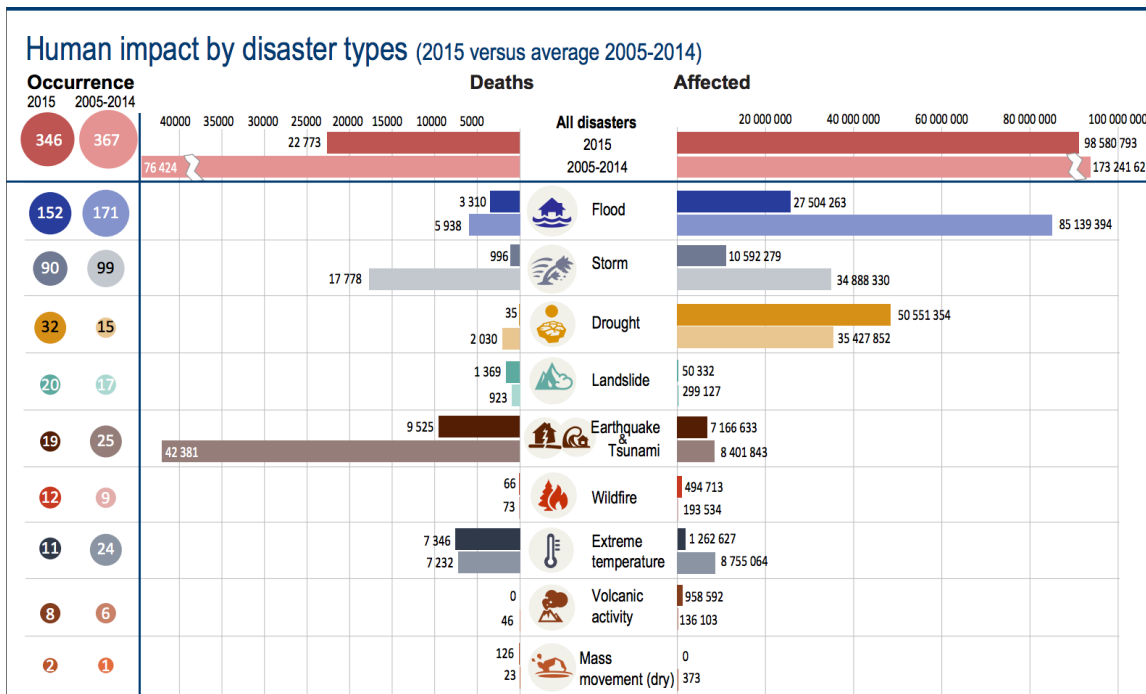 Human impact by disaster types (2015 versus average 2005-2014)
Occurrence Deaths Affected
2015 2005-2014
40000 35000 30000 25000 20000 15000 10000 5000 All disasters 20 000 000 40 000 000 60 000 000 80 000 000 100 000 000
346 367 22 773 2015 98 580 793
76 424 2005-2014 173 241 62
152 171 3 310 Flood 27 504 263
5 938 85 139 394
90 99 996 Storm 10 592 279
17 778 34 888 330
32 15 35 Drought 50 551 354
2 030 35 427 852
20 17 1 369 Landslide 50 332
923 299 127
19 25 9 525 Earthquake 7 166 633
&
42 381 Tsunami 8 401 843
12 9 66 Wildfire 494 713
73 193 534
11 24 7 346 Extreme 1 262 627
7 232 temperature 8 755 064
8 6 0 Volcanic 958 592
46 activity 136 103
2 1 126 Mass 0
23 movement (dry) 373